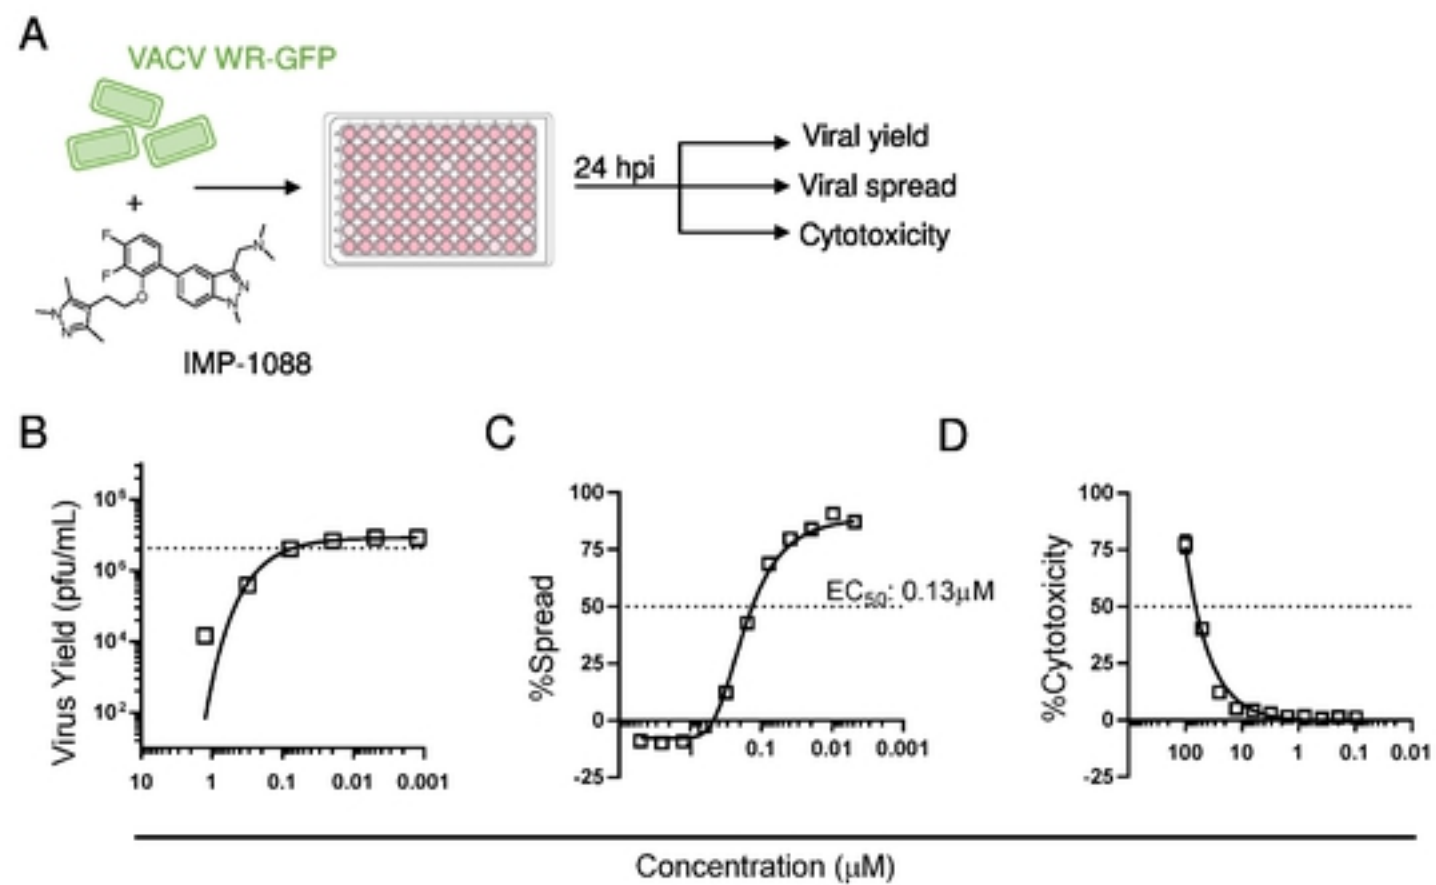 A
VACV WR-GFP
+
F
F
O
N
N
N
N
N
IMP-1088
24 hpi
Viral yield
Viral spread
Cytotoxicity
B
Virus Yield (pfu/mL)
10⁸
10⁶
10⁴
10²
10 1 0.1 0.01 0.001
C
%Spread
100
75
50
25
0
-25
EC₅₀: 0.13μM
0.1 0.01 0.001
D
%Cytotoxicity
100
75
50
25
0
-25
100 10 1 0.1 0.01
Concentration (μM)